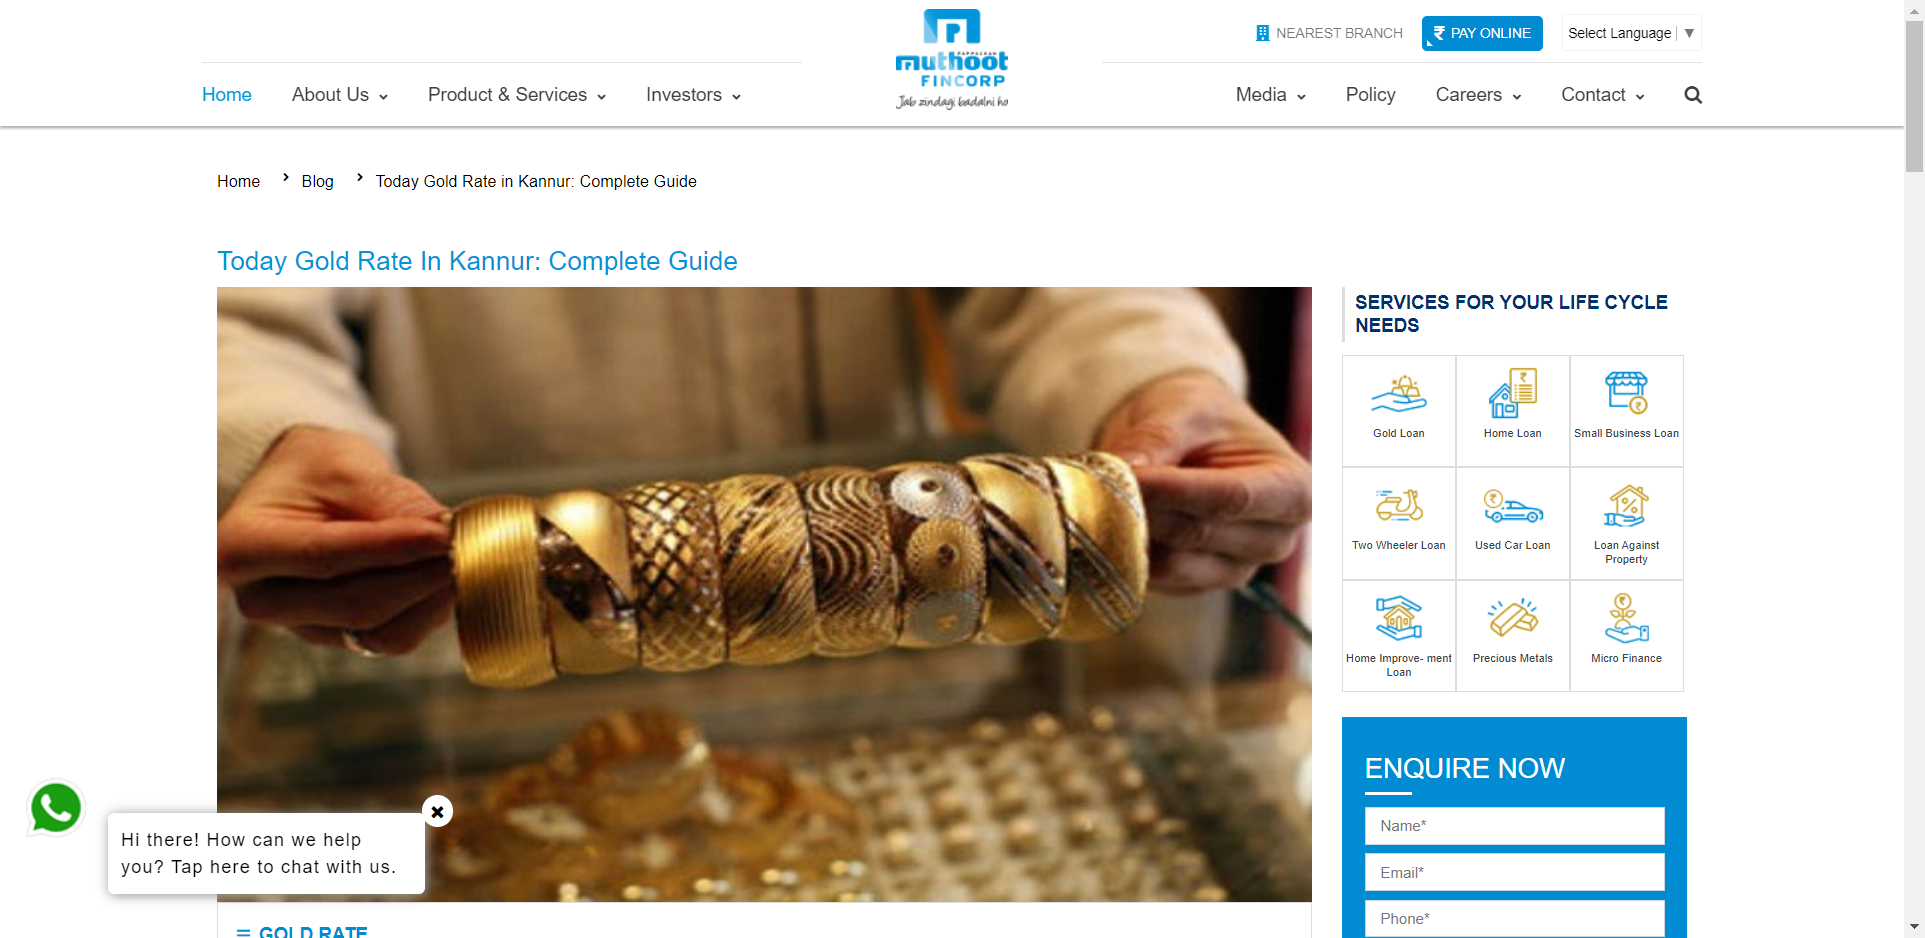 NEAREST BRANCH
PAY ONLINE
Select Language ▼
PAPPACHAN
muthoot
FINCORP
Jab zindagi badalni ho
Home
About Us
Product & Services
Investors
Media
Policy
Careers
Contact
Home > Blog > Today Gold Rate in Kannur: Complete Guide
Today Gold Rate In Kannur: Complete Guide
SERVICES FOR YOUR LIFE CYCLE
NEEDS
Gold Loan
Home Loan
Small Business Loan
Two Wheeler Loan
Used Car Loan
Loan Against
Property
Home Improve- ment
Loan
Precious Metals
Micro Finance
ENQUIRE NOW
Name*
Email*
Phone*
Hi there! How can we help
you? Tap here to chat with us.
GOLD RATE